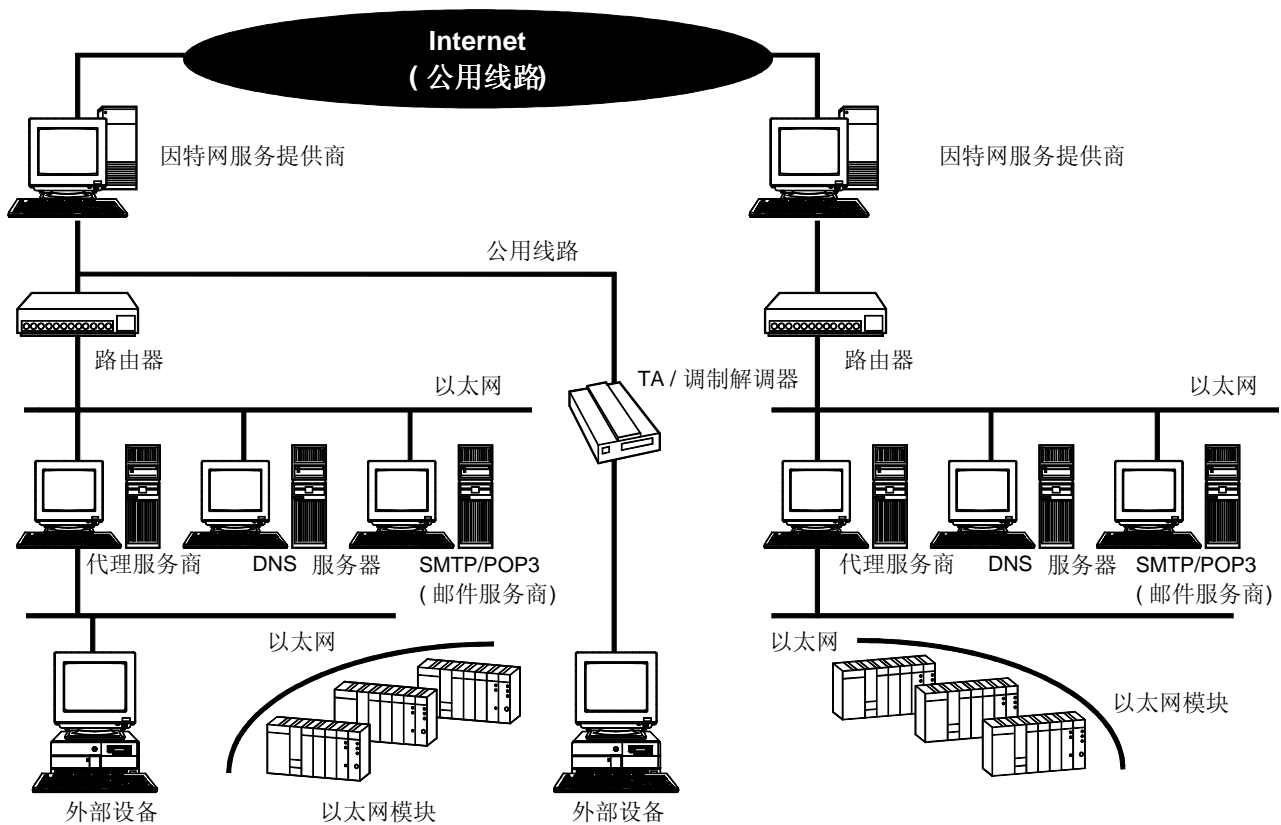 Internet
( 公用线路)
因特网服务提供商
因特网服务提供商
公用线路
路由器
路由器
TA / 调制解调器
以太网
以太网
代理服务商
DNS 服务器
SMTP/POP3
( 邮件服务商)
代理服务商
DNS 服务器
SMTP/POP3
( 邮件服务商)
以太网
以太网
以太网模块
外部设备
以太网模块
外部设备